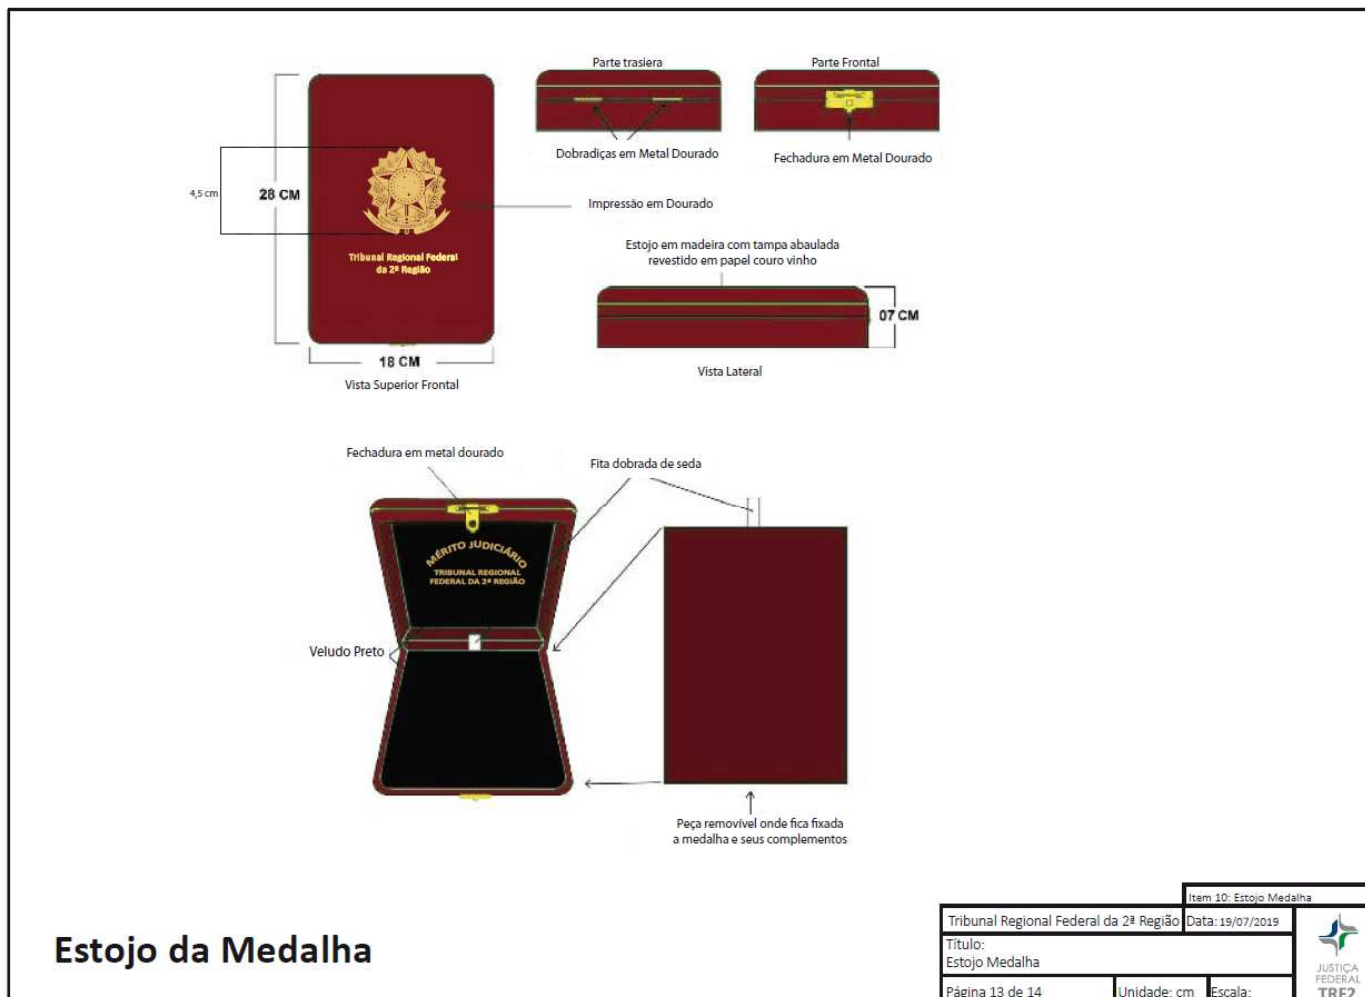 Parte trasiera
Parte Frontal
Dobradiças em Metal Dourado
Fechadura em Metal Dourado
4,5 cm
28 CM
Impressão em Dourado
Tribunal Regional Federal
da 2ª Região
Estojo em madeira com tampa abaulada
revestido em papel couro vinho
07 CM
18 CM
Vista Superior Frontal
Vista Lateral
Fechadura em metal dourado
Fita dobrada de seda
MÉRITO JUDICIÁRIO
TRIBUNAL REGIONAL
FEDERAL DA 2ª REGIÃO
Veludo Preto
Peça removível onde fica fixada
a medalha e seus complementos
Estojo da Medalha
Item 10: Estojo Medalha
Tribunal Regional Federal da 2ª Região
Data: 19/07/2019
Título:
Estojo Medalha
Página 13 de 14
Unidade: cm
Escala:
JUSTIÇA
FEDERAL
TRF2